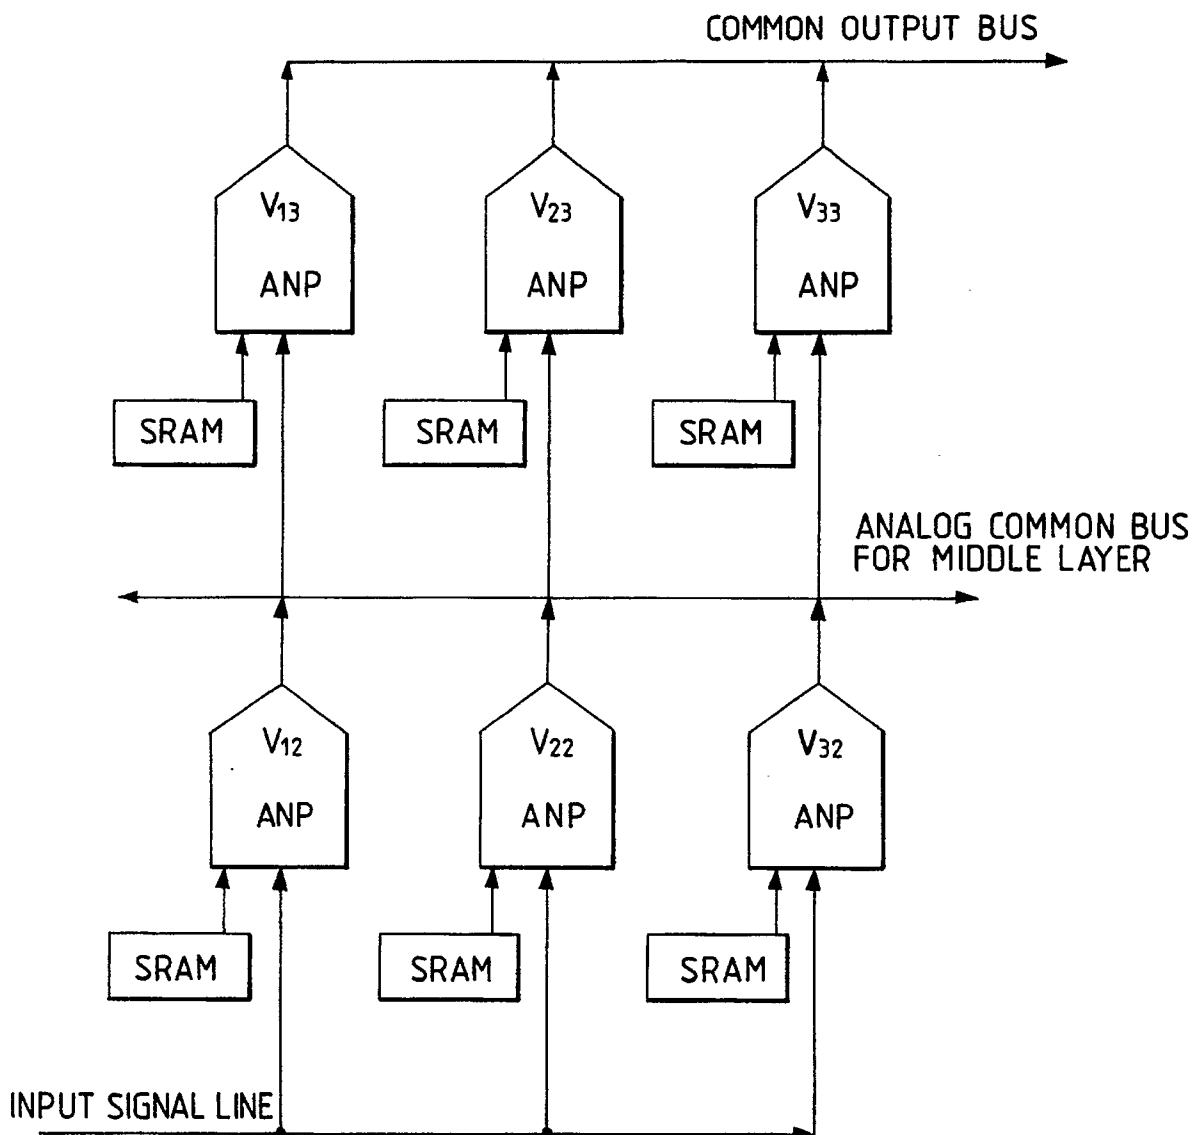 COMMON OUTPUT BUS
V13
V23
V33
ANP
ANP
ANP
SRAM
SRAM
SRAM
ANALOG COMMON BUS
FOR MIDDLE LAYER
V12
V22
V32
ANP
ANP
ANP
SRAM
SRAM
SRAM
INPUT SIGNAL LINE